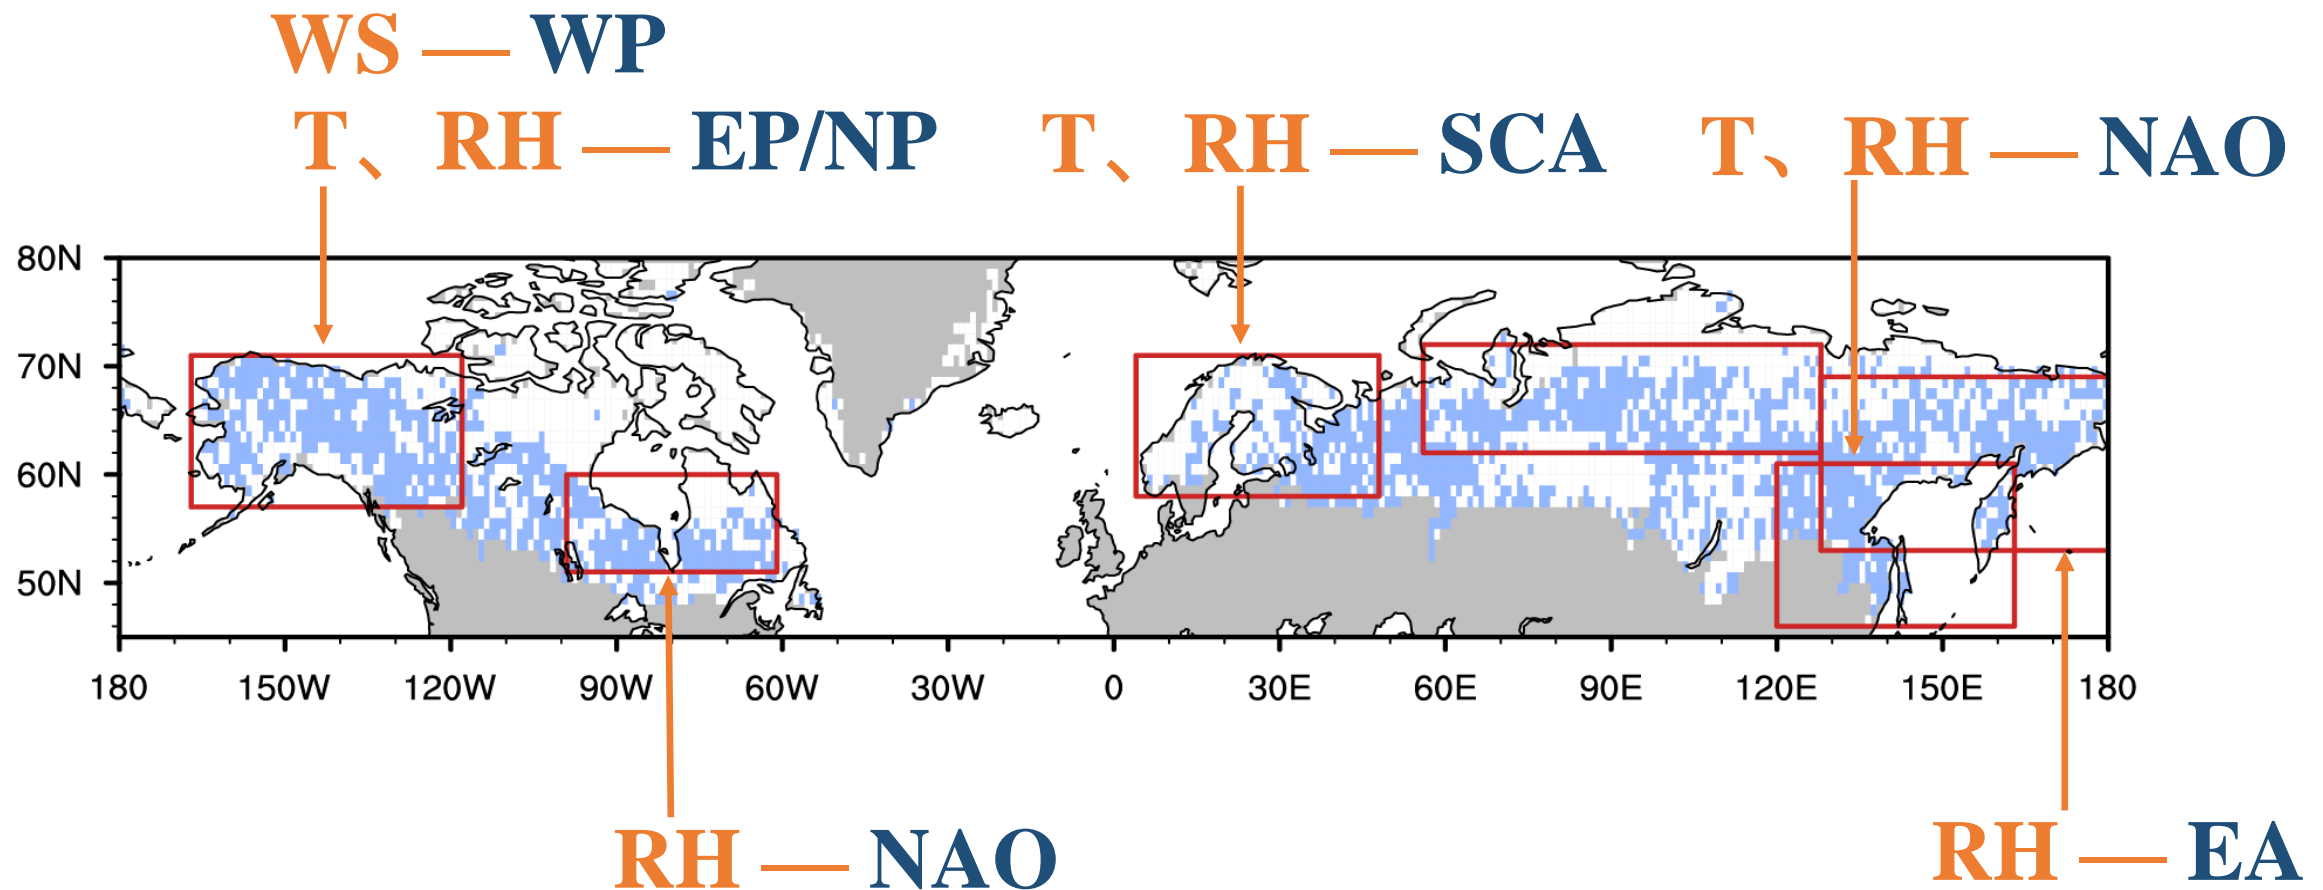 WS — WP
T、RH — EP/NP
T、RH — SCA
T、RH — NAO
80N
70N
60N
50N
180 150W 120W 90W 60W 30W 0 30E 60E 90E 120E 150E 180
RH — NAO
RH — EA